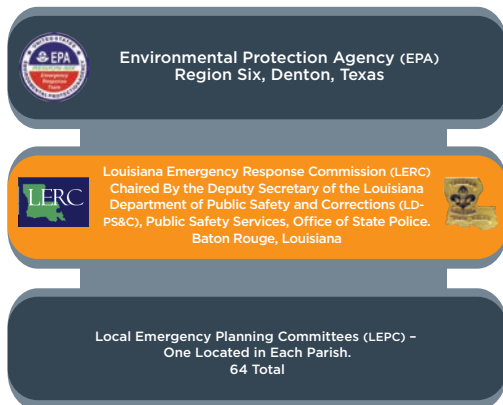 UNITED STATES
EPA
Emergency
Response
Environmental Protection Agency (EPA)
Region Six, Denton, Texas
LERC
Louisiana Emergency Response Commission (LERC)
Chaired By the Deputy Secretary of the Louisiana
Department of Public Safety and Corrections (LD-
PS&C), Public Safety Services, Office of State Police.
Baton Rouge, Louisiana
Local Emergency Planning Committees (LEPC) –
One Located in Each Parish.
64 Total